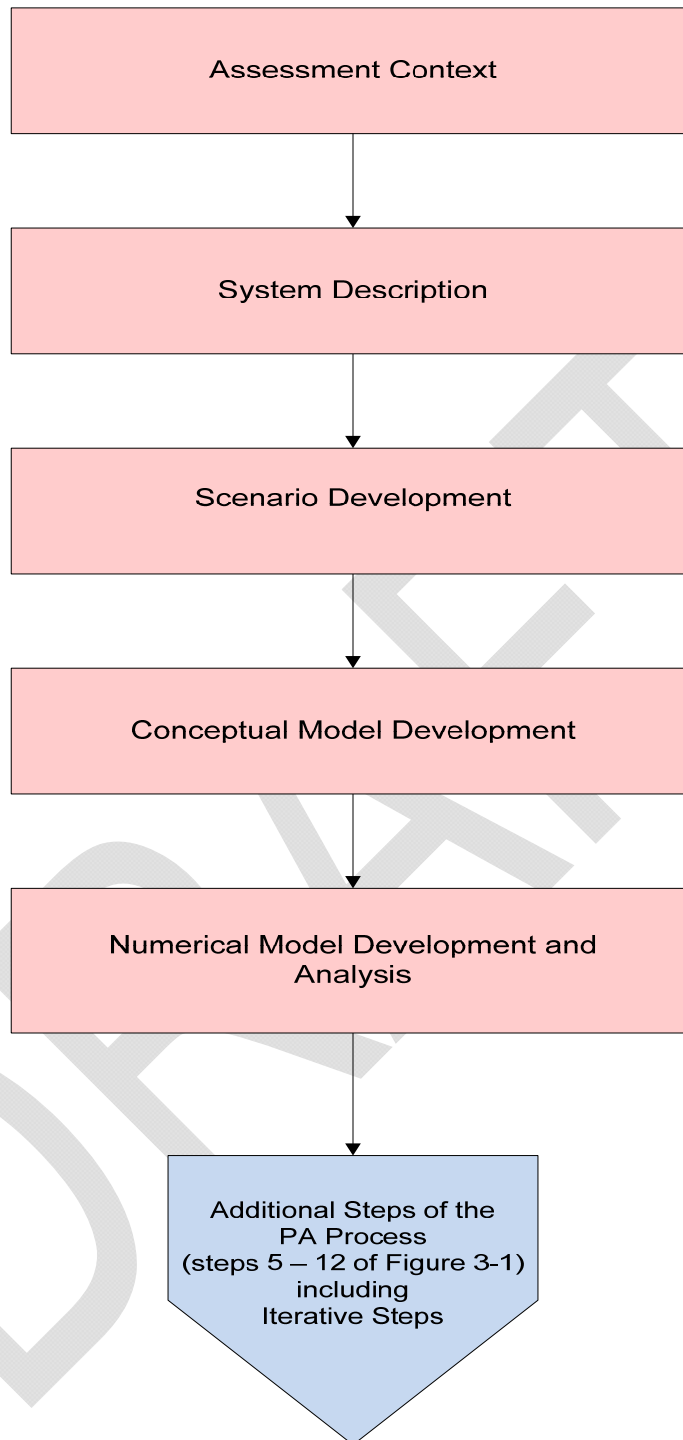 Assessment Context
System Description
Scenario Development
Conceptual Model Development
Numerical Model Development and
Analysis
Additional Steps of the
PA Process
(steps 5 – 12 of Figure 3-1)
including
Iterative Steps
DRAFT